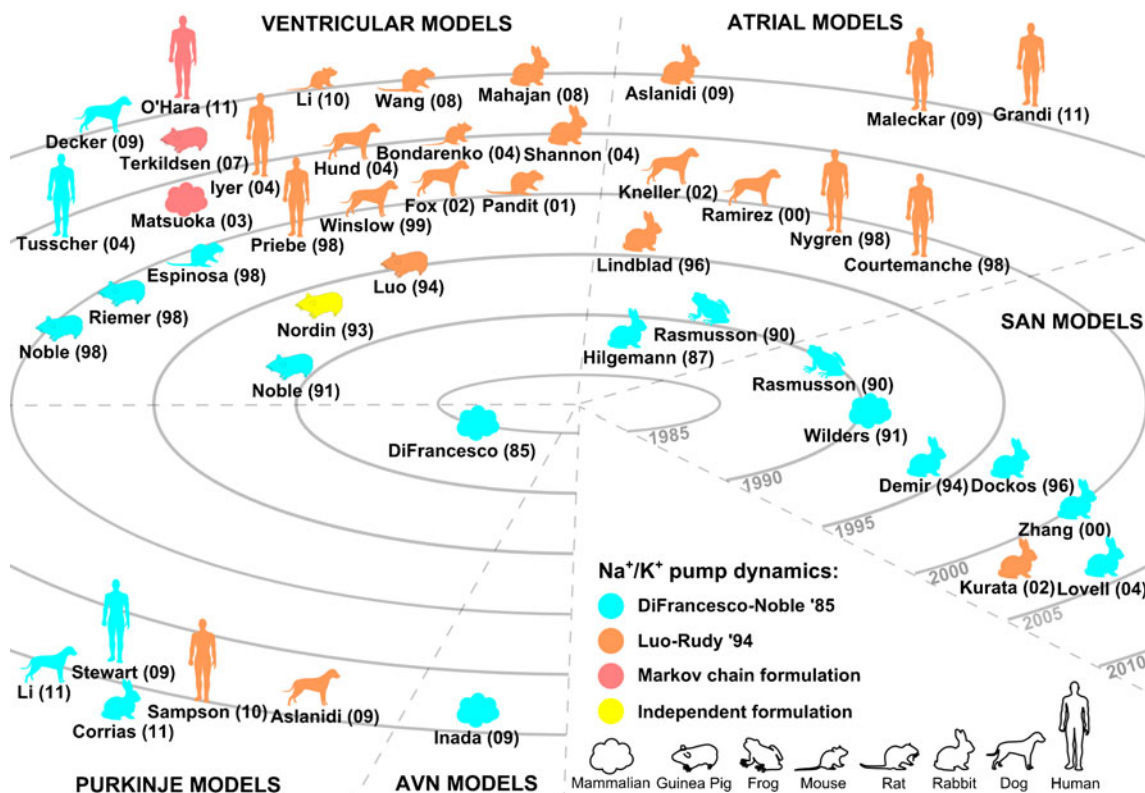 VENTRICULAR MODELS
ATRIAL MODELS
O'Hara (11)
Li (10)
Wang (08)
Mahajan (08)
Aslanidi (09)
Maleckar (09)
Grandi (11)
Decker (09)
Terkildsen (07)
Iyer (04)
Hund (04)
Bondarenko (04)
Shannon (04)
Kneller (02)
Ramirez (00)
Nygren (98)
Courtemanche (98)
Tusscher (04)
Matsuoka (03)
Priebe (98)
Winslow (99)
Fox (02)
Pandit (01)
Lindblad (96)
Espinosa (98)
Luo (94)
Riemer (98)
Noble (98)
Nordin (93)
Noble (91)
Hilgemann (87)
Rasmusson (90)
SAN MODELS
Rasmusson (90)
DiFrancesco (85)
1985
Wilders (91)
1990
Demir (94)
Dockos (96)
1995
Zhang (00)
2000
Kurata (02)
Lovell (04)
2005
2010
Na⁺/K⁺ pump dynamics:
DiFrancesco-Noble '85
Luo-Rudy '94
Markov chain formulation
Independent formulation
Mammalian
Guinea Pig
Frog
Mouse
Rat
Rabbit
Dog
Human
Stewart (09)
Li (11)
Corrias (11)
Sampson (10)
Aslanidi (09)
Inada (09)
PURKINJE MODELS
AVN MODELS